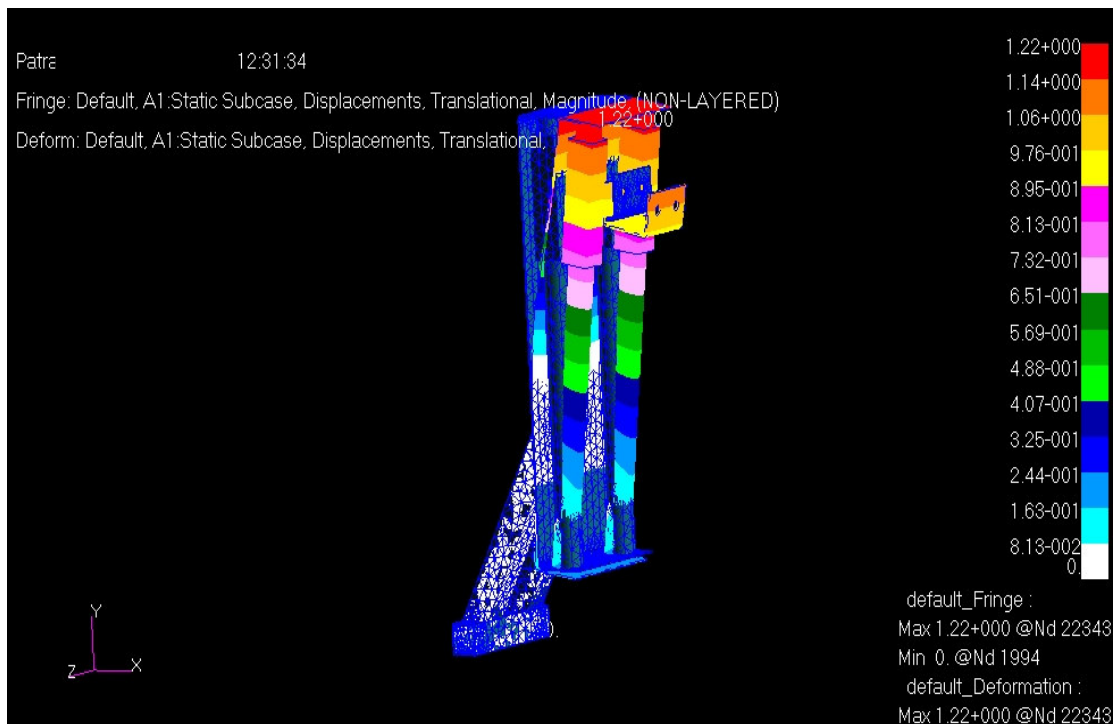 Patra
12:31:34
Fringe: Default, A1:Static Subcase, Displacements, Translational, Magnitude, (NON-LAYERED)
1.22+000
Deform: Default, A1:Static Subcase, Displacements, Translational,
1.22+000
1.14+000
1.06+000
9.76-001
8.95-001
8.13-001
7.32-001
6.51-001
5.69-001
4.88-001
4.07-001
3.25-001
2.44-001
1.63-001
8.13-002
0.
default_Fringe :
Max 1.22+000 @Nd 22343
Min 0. @Nd 1994
default_Deformation :
Max 1.22+000 @Nd 22343
0.
Y
Z
X